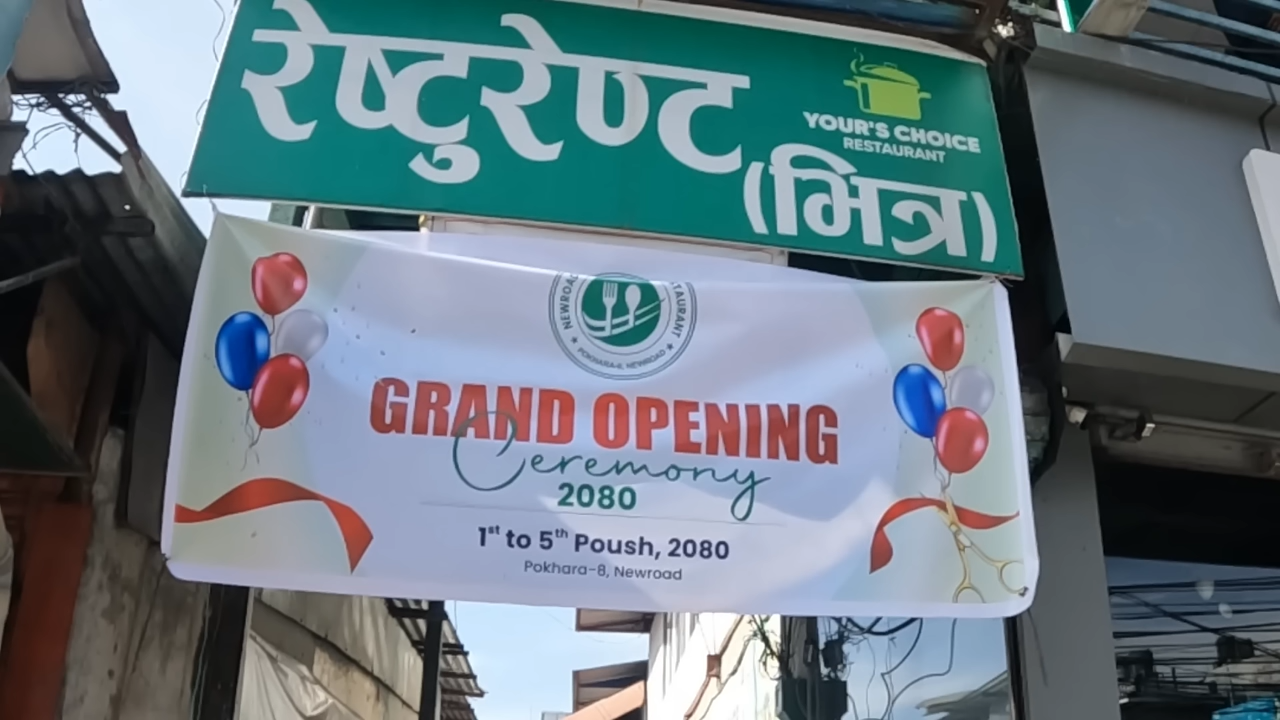 रेष्टुरेण्ट
YOUR'S CHOICE
RESTAURANT
(भित्र)
NEWROAD
STAURANT
POKHARA-8, NEWROAD
GRAND OPENING
Ceremony
2080
1st to 5th Poush, 2080
Pokhara-8, Newroad